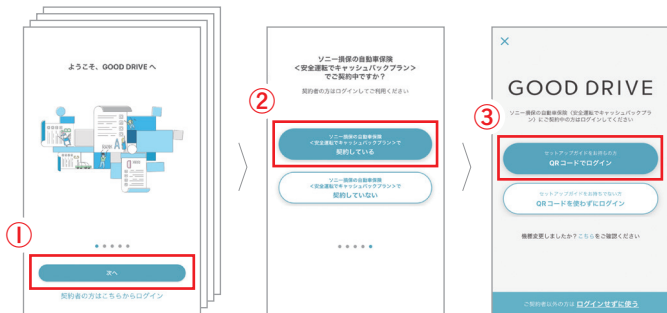 ①
ようこそ、GOOD DRIVE へ
次へ
契約者の方はこちらからログイン
②
ソニー損保の自動車保険
<安全運転でキャッシュバックプラン>
でご契約中ですか？
契約者の方はログインしてご利用ください
ソニー損保の自動車保険
<安全運転でキャッシュバックプラン>で
契約している
ソニー損保の自動車保険
<安全運転でキャッシュバックプラン>で
契約していない
③
×
GOOD DRIVE
ソニー損保の自動車保険〈安全運転でキャッシュバックプラ
ン〉にご契約中の方はログインしてください
セットアップガイドをお持ちの方
QRコードでログイン
セットアップガイドをお持ちでない方
QRコードを使わずにログイン
機種変更しましたか？こちらをご確認ください
ご契約者以外の方は ログインせずに使う